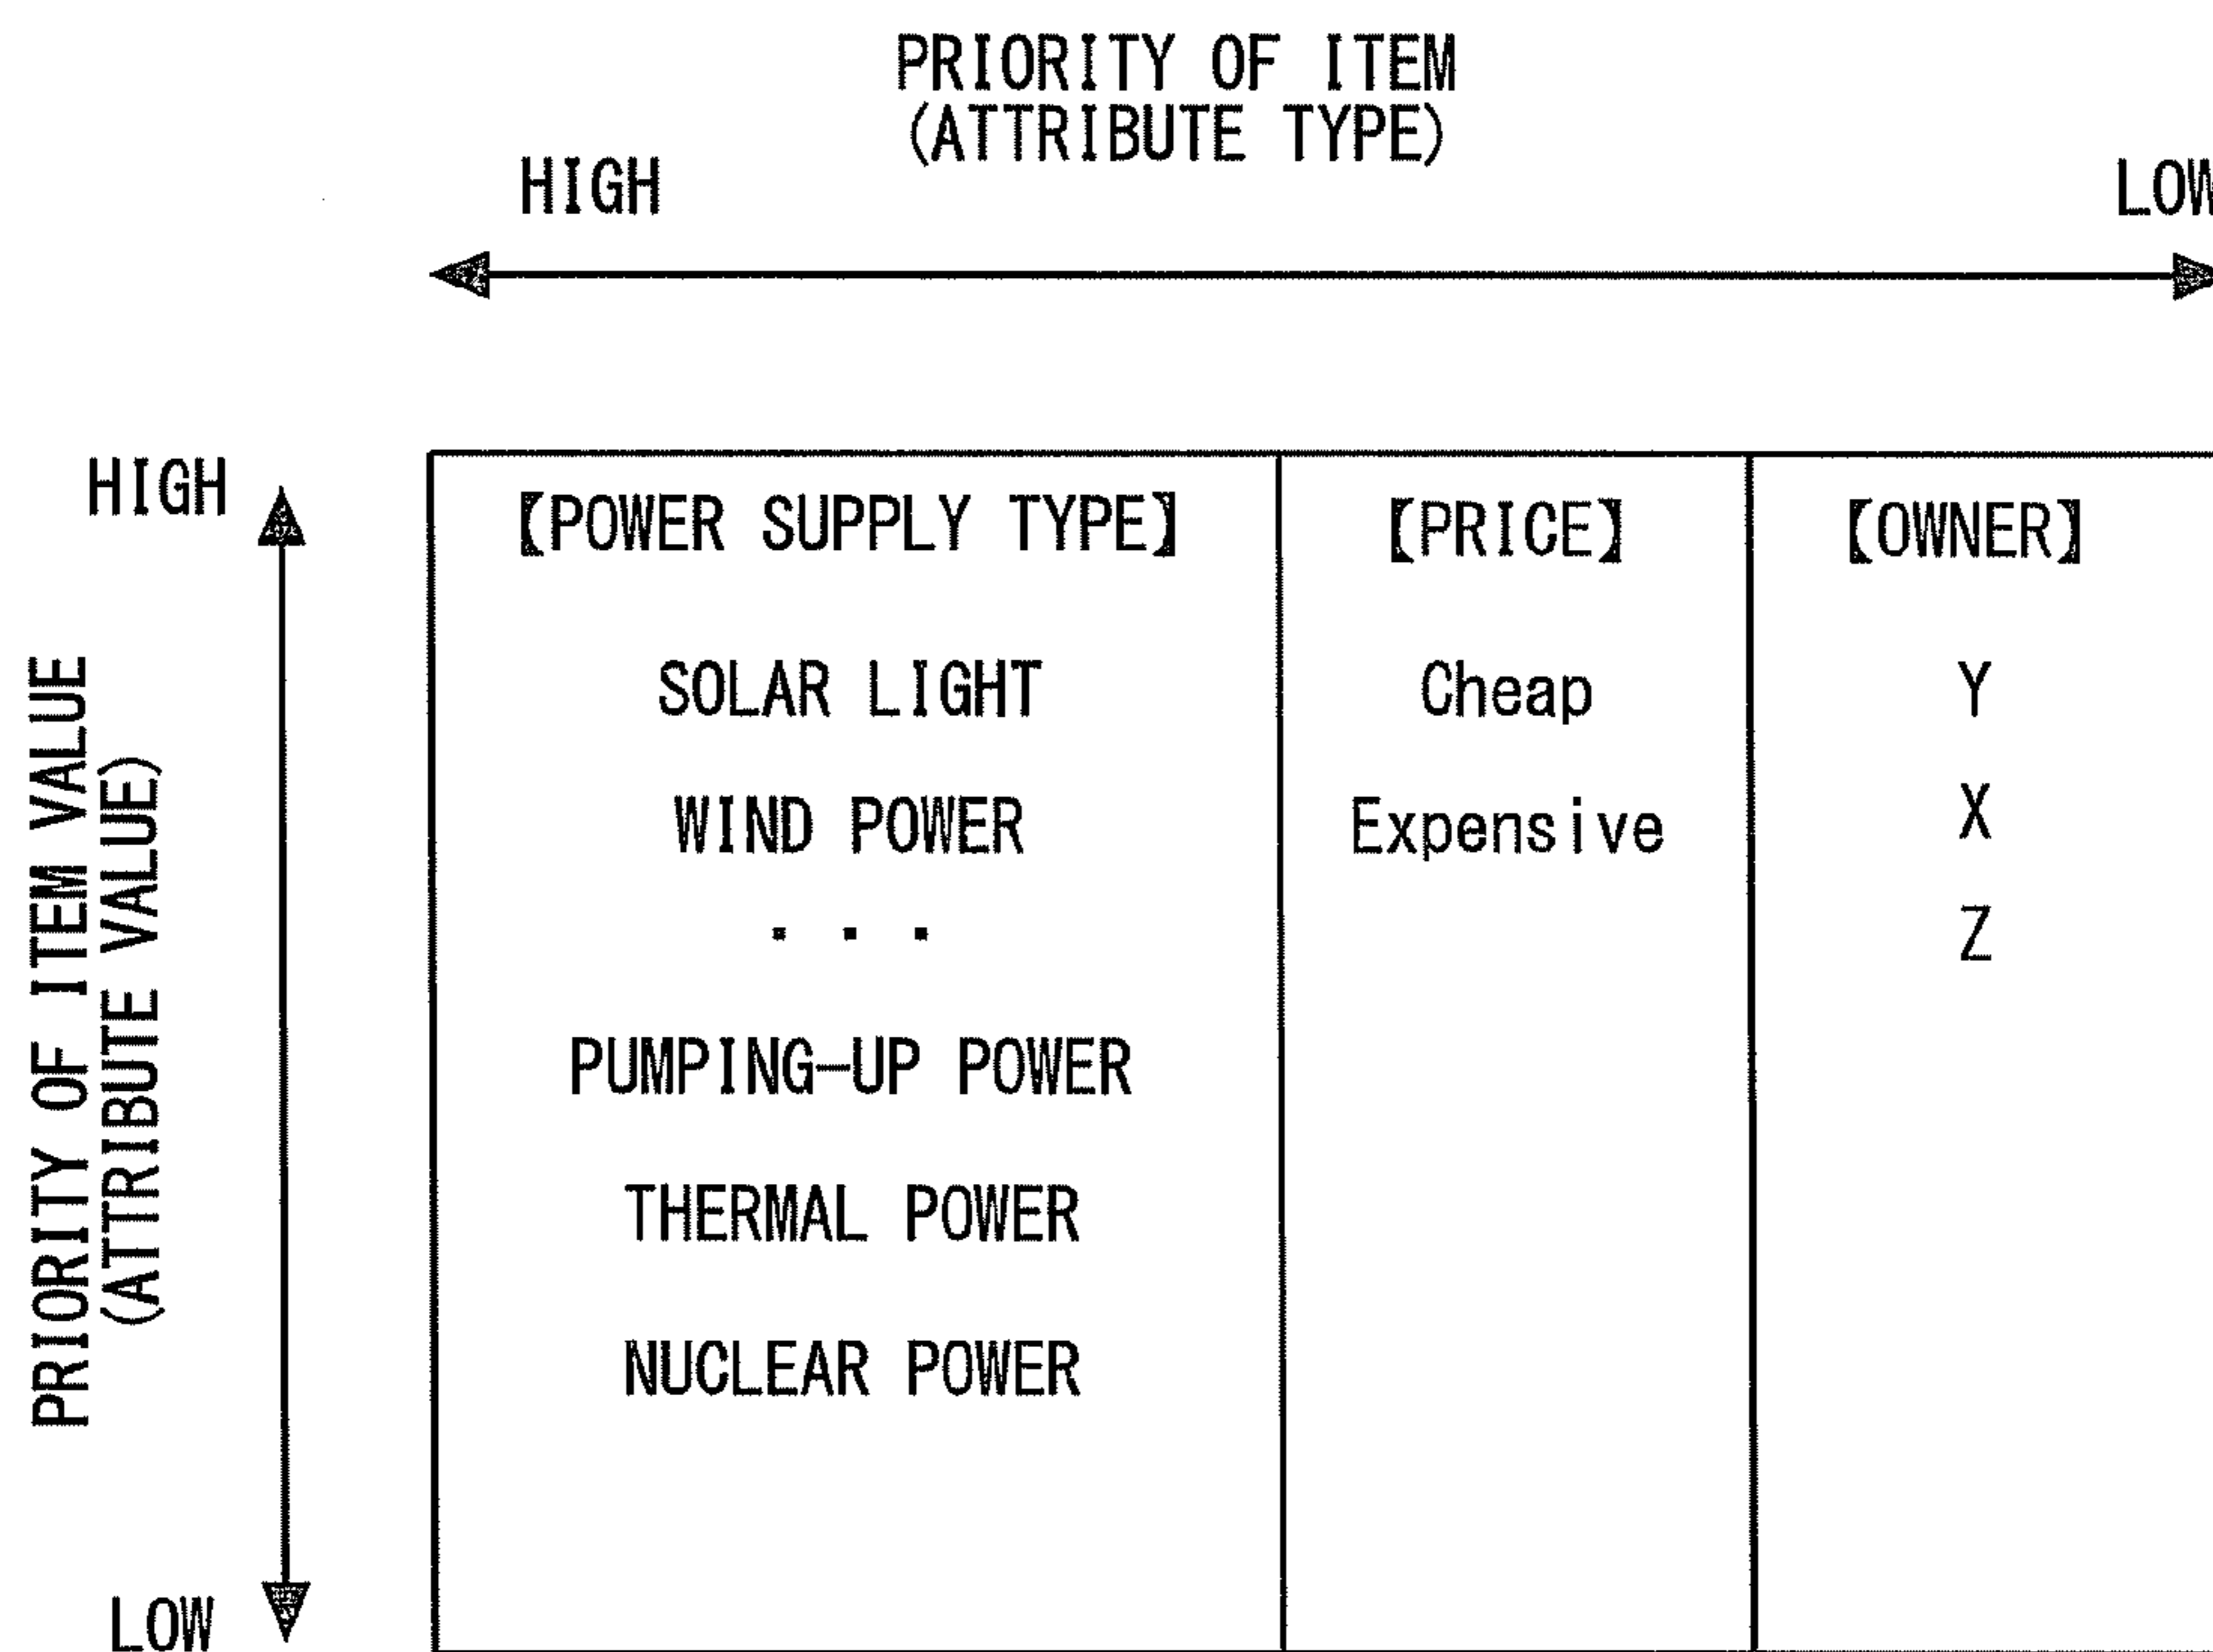 PRIORITY OF ITEM
(ATTRIBUTE TYPE)
HIGH
LOW
HIGH
PRIORITY OF ITEM VALUE
(ATTRIBUTE VALUE)
LOW
【POWER SUPPLY TYPE】
SOLAR LIGHT
WIND POWER
・・・
PUMPING-UP POWER
THERMAL POWER
NUCLEAR POWER
【PRICE】
Cheap
Expensive
【OWNER】
Y
X
Z